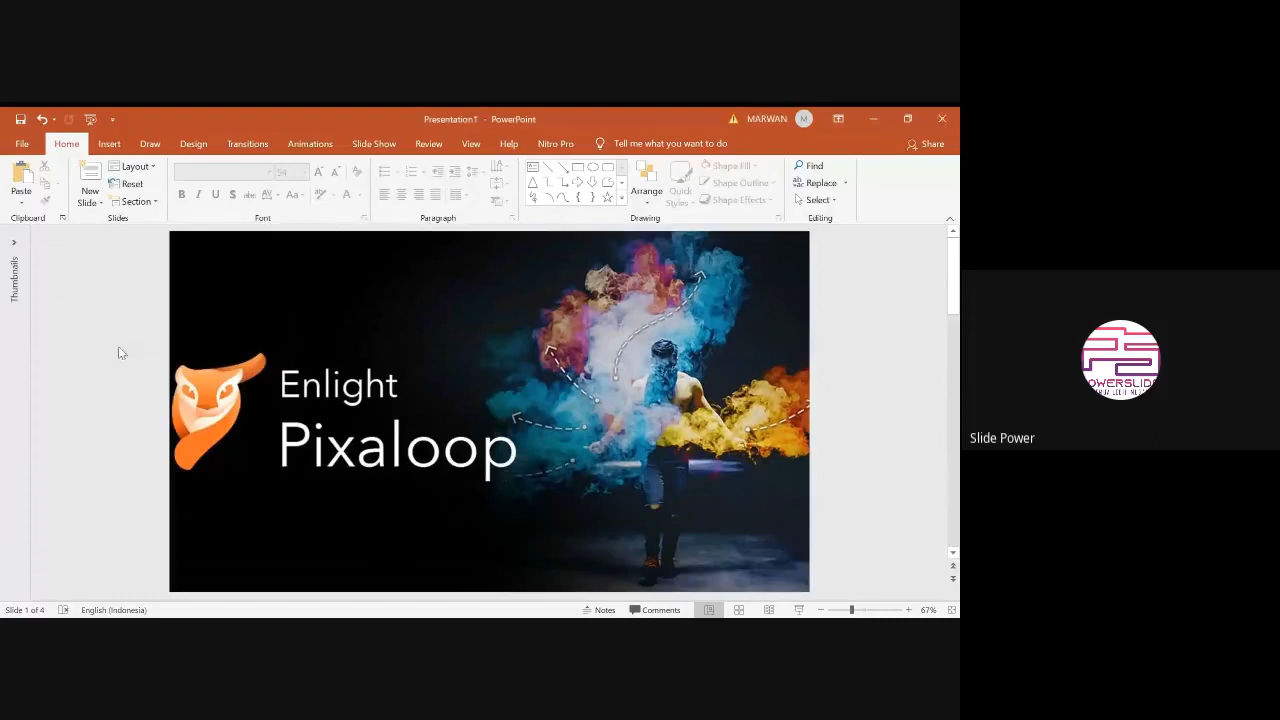 Presentation1 - PowerPoint
MARWAN
M
File Home Insert Draw Design Transitions Animations Slide Show Review View Help Nitro Pro Tell me what you want to do Share
Paste
New
Slide
Layout
Reset
Section
54
Arrange
Quick
Styles
Shape Fill
Shape Outline
Shape Effects
Find
Replace
Select
Clipboard Slides Font Paragraph Drawing Editing
Thumbnails
Enlight
Pixaloop
POWERSLIDE
Slide Power
Slide 1 of 4 English (Indonesia) Notes Comments 67%